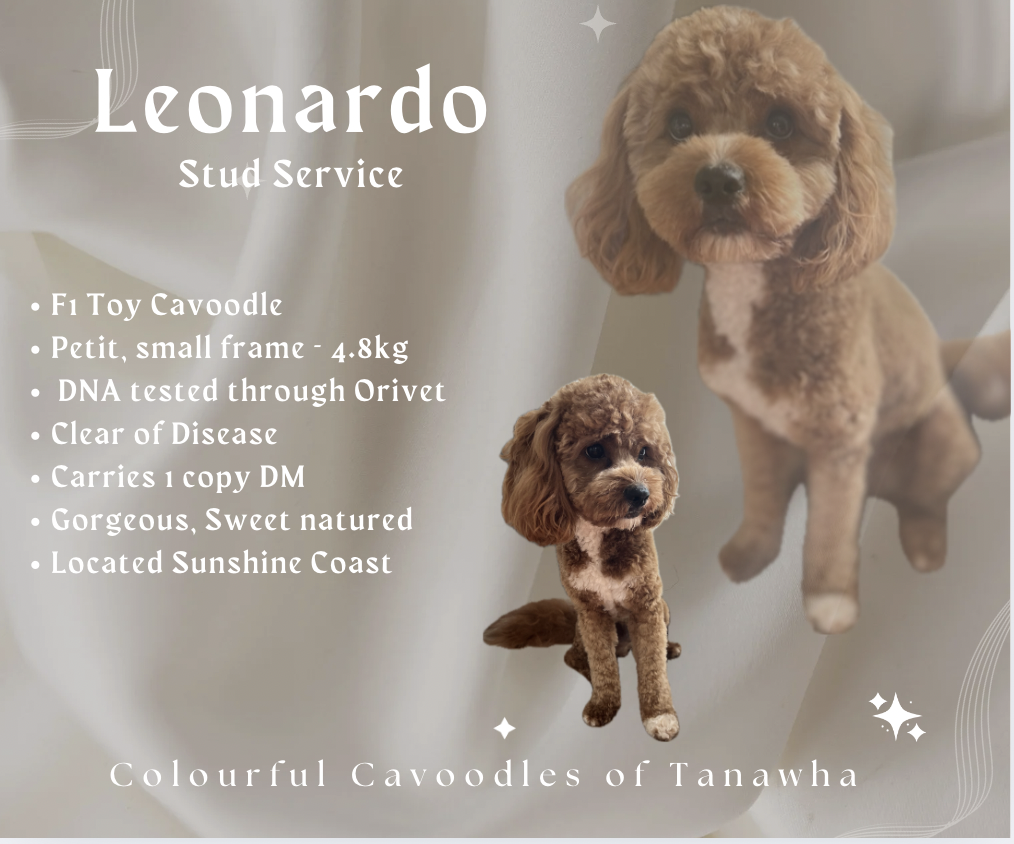 Leonardo
Stud Service
• F1 Toy Cavoodle
• Petit, small frame - 4.8kg
• DNA tested through Orivet
• Clear of Disease
• Carries 1 copy DM
• Gorgeous, Sweet natured
• Located Sunshine Coast
Colourful Cavoodles of Tanawha